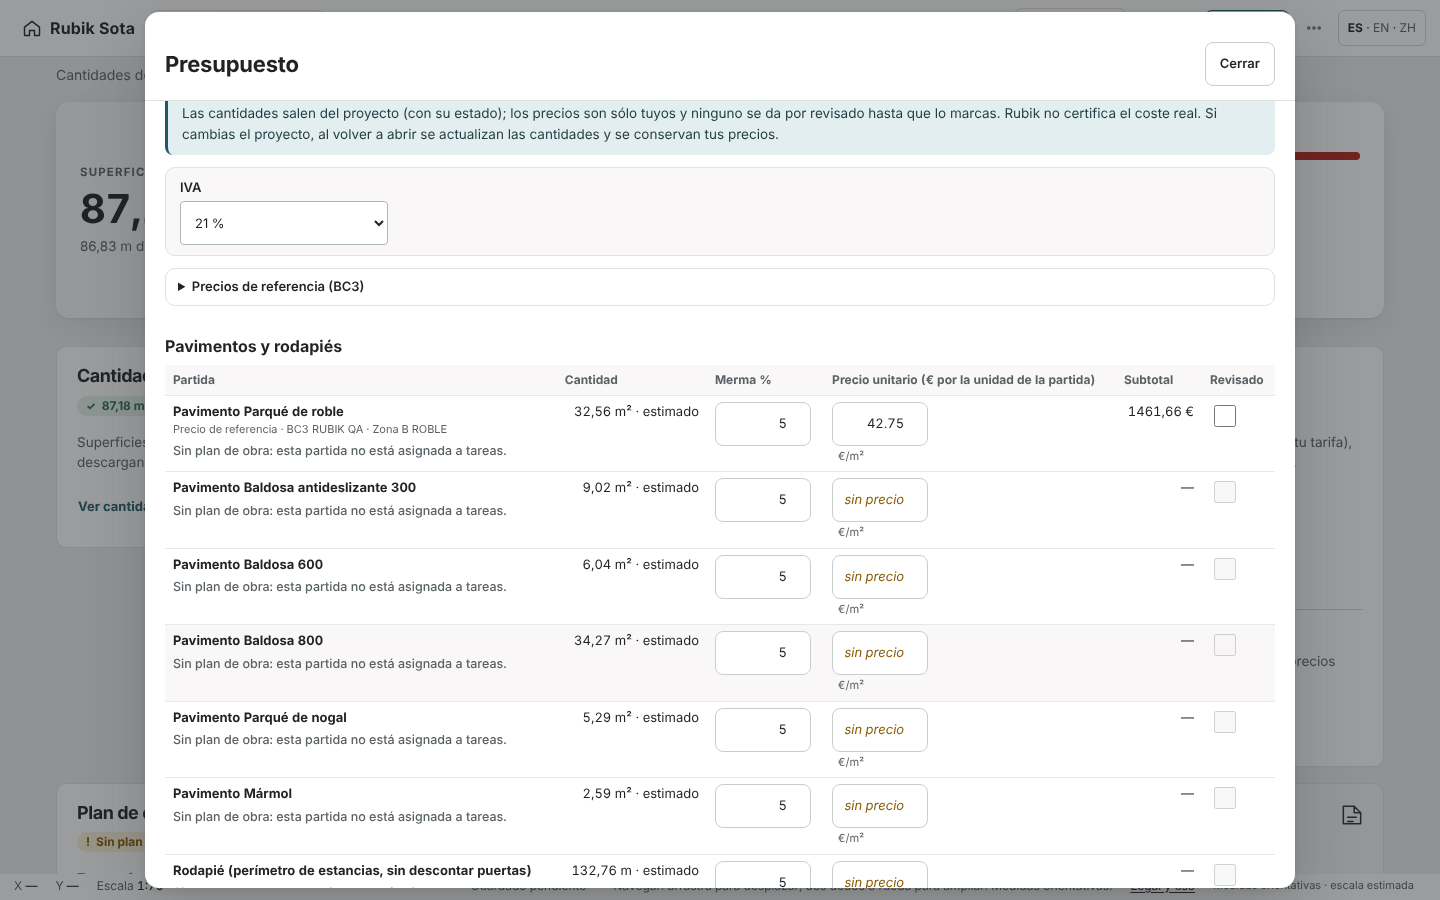 Rubik Sota
ES · EN · ZH
Presupuesto
Cerrar
Cantidades d
Las cantidades salen del proyecto (con su estado); los precios son sólo tuyos y ninguno se da por revisado hasta que lo marcas. Rubik no certifica el coste real. Si
cambias el proyecto, al volver a abrir se actualizan las cantidades y se conservan tus precios.
SUPERFIC
87,
86,83 m d
IVA
21 %
Precios de referencia (BC3)
Pavimentos y rodapiés
Partida Cantidad Merma % Precio unitario (€ por la unidad de la partida) Subtotal Revisado
Pavimento Parqué de roble 32,56 m² · estimado 5 42.75 1461,66 €
Precio de referencia · BC3 RUBIK QA · Zona B ROBLE
Sin plan de obra: esta partida no está asignada a tareas. €/m²
Pavimento Baldosa antideslizante 300 9,02 m² · estimado 5 sin precio —
Sin plan de obra: esta partida no está asignada a tareas. €/m²
Pavimento Baldosa 600 6,04 m² · estimado 5 sin precio —
Sin plan de obra: esta partida no está asignada a tareas. €/m²
Pavimento Baldosa 800 34,27 m² · estimado 5 sin precio —
Sin plan de obra: esta partida no está asignada a tareas. €/m²
Pavimento Parqué de nogal 5,29 m² · estimado 5 sin precio —
Sin plan de obra: esta partida no está asignada a tareas. €/m²
Pavimento Mármol 2,59 m² · estimado 5 sin precio —
Sin plan de obra: esta partida no está asignada a tareas. €/m²
Rodapié (perímetro de estancias, sin descontar puertas) 132,76 m · estimado 5 sin precio —
Cantida
87,18 m
Superficies
descargan
Ver cantida
tu tarifa),
precios
Plan de
! Sin plan
X — Y — Escala
escala estimada